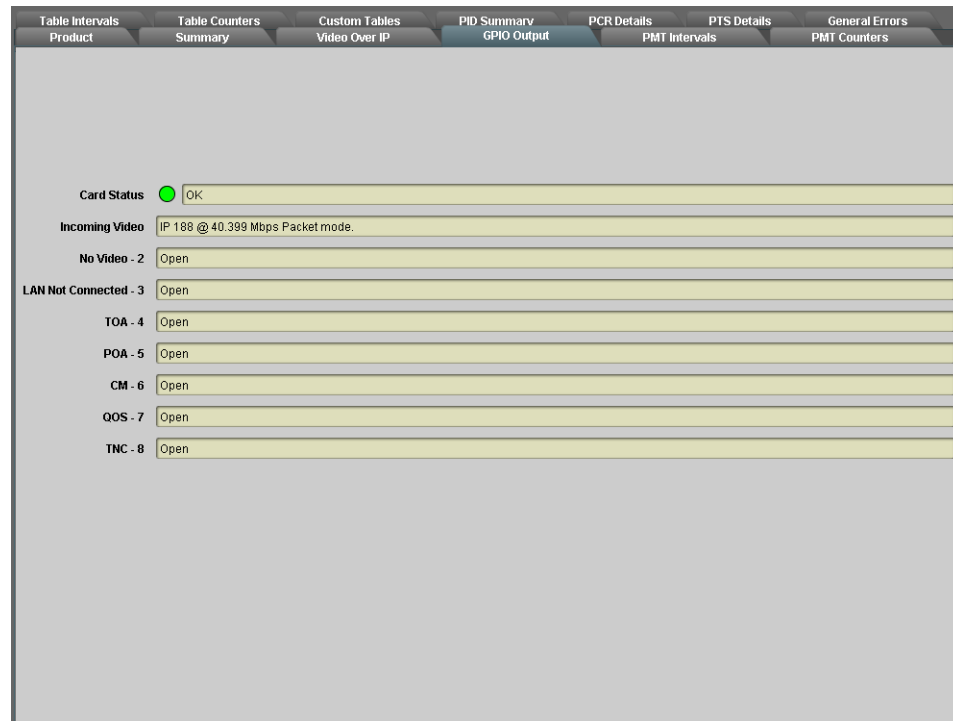 Table Intervals Table Counters Custom Tables PID Summary PCR Details PTS Details General Errors
Product Summary Video Over IP GPIO Output PMT Intervals PMT Counters
Card Status OK
Incoming Video IP 188 @ 40.399 Mbps Packet mode.
No Video - 2 Open
LAN Not Connected - 3 Open
TOA - 4 Open
POA - 5 Open
CM - 6 Open
QOS - 7 Open
TNC - 8 Open